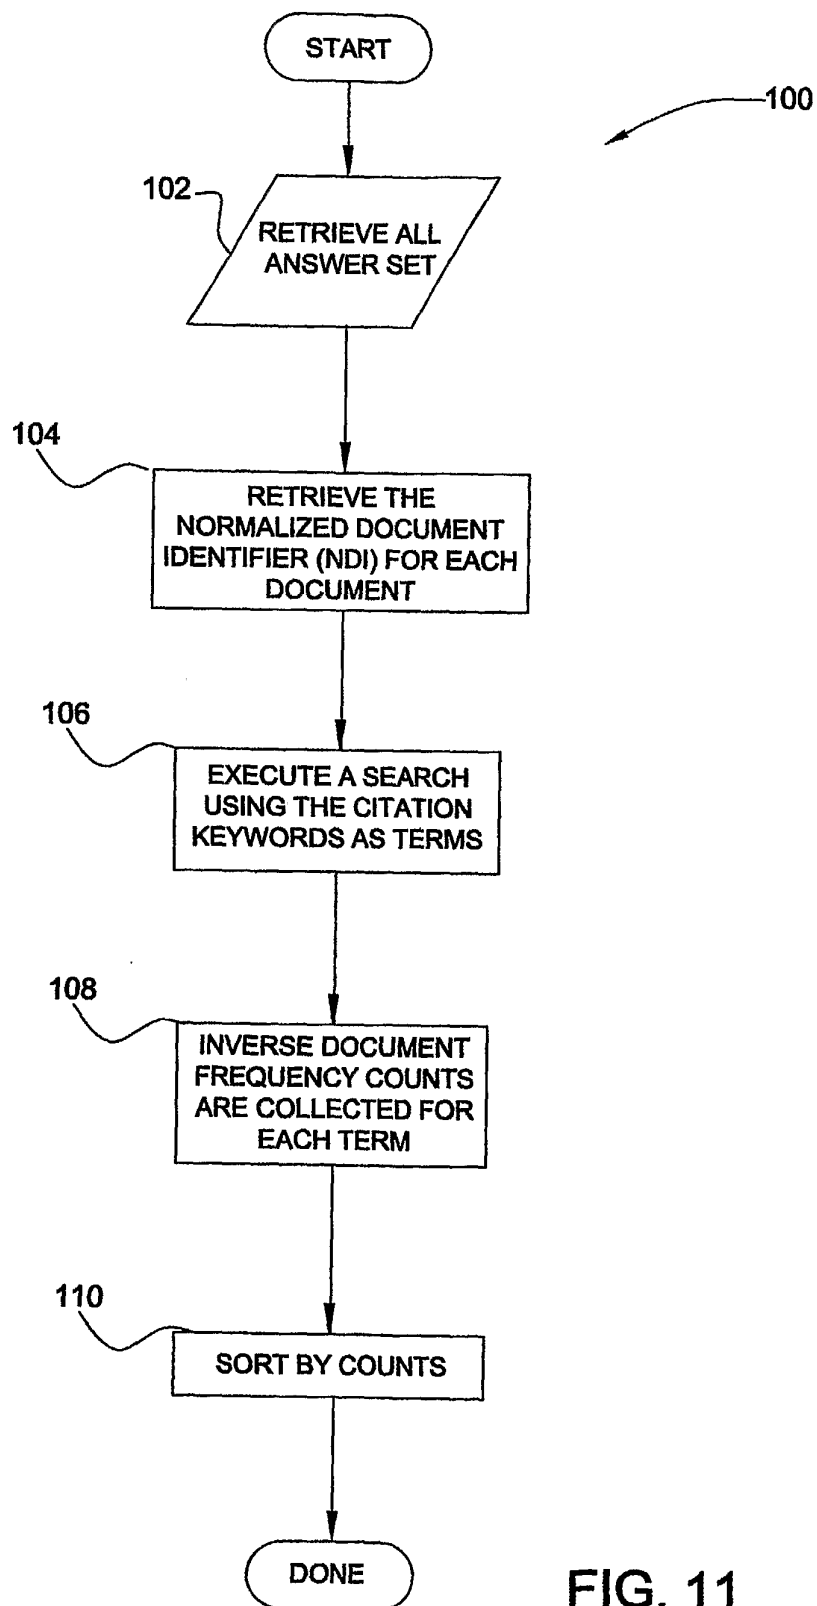 START
100
102
RETRIEVE ALL
ANSWER SET
104
RETRIEVE THE
NORMALIZED DOCUMENT
IDENTIFIER (NDI) FOR EACH
DOCUMENT
106
EXECUTE A SEARCH
USING THE CITATION
KEYWORDS AS TERMS
108
INVERSE DOCUMENT
FREQUENCY COUNTS
ARE COLLECTED FOR
EACH TERM
110
SORT BY COUNTS
DONE
FIG. 11